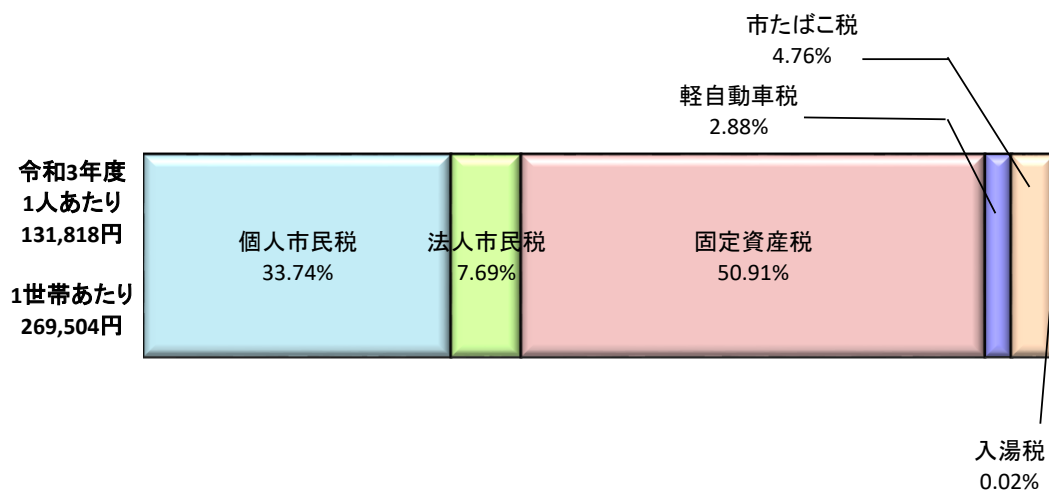 市たばこ税
4.76%
軽自動車税
2.88%
令和3年度
1人あたり
131,818円
1世帯あたり
269,504円
個人市民税
33.74%
法人市民税
7.69%
固定資産税
50.91%
入湯税
0.02%